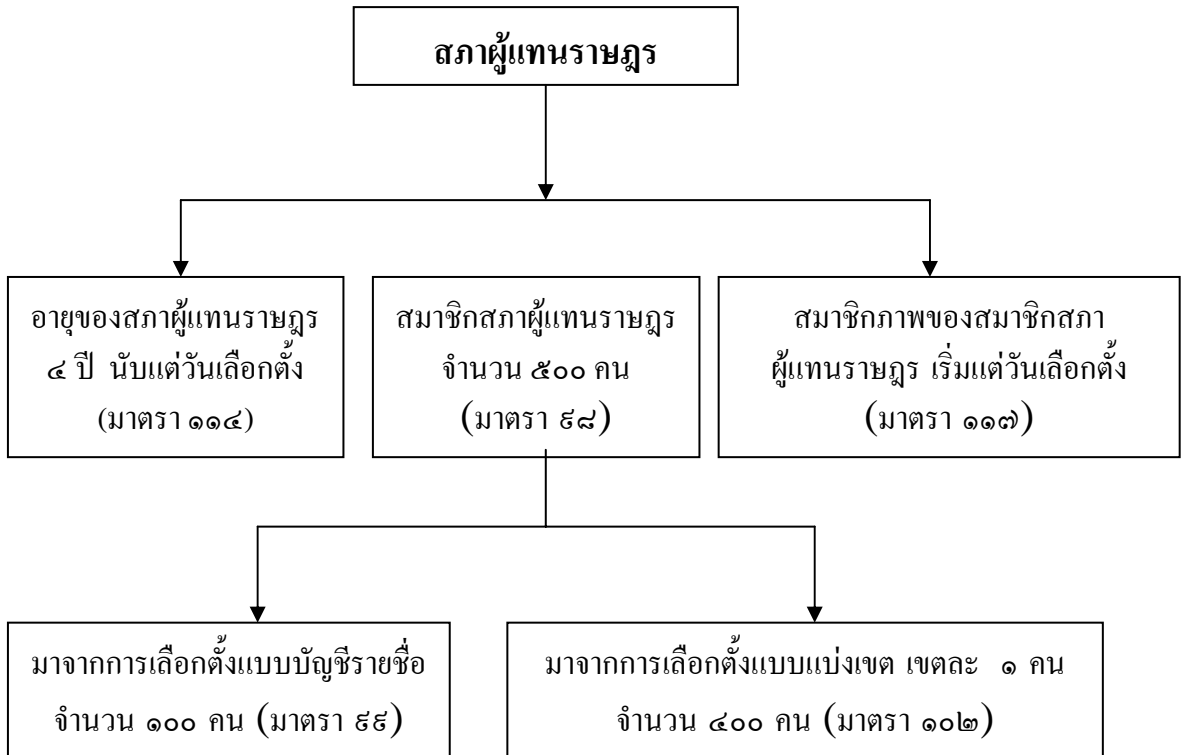 สภาผู้แทนราษฎร
อายุของสภาผู้แทนราษฎร
๔ ปี นับแต่วันเลือกตั้ง
(มาตรา ๑๑๔)
สมาชิกสภาผู้แทนราษฎร
จำนวน ๕๐๐ คน
(มาตรา ๙๘)
สมาชิกภาพของสมาชิกสภา
ผู้แทนราษฎร เริ่มแต่วันเลือกตั้ง
(มาตรา ๑๑๗)
มาจากการเลือกตั้งแบบบัญชีรายชื่อ
จำนวน ๑๐๐ คน (มาตรา ๙๙)
มาจากการเลือกตั้งแบบแบ่งเขต เขตละ ๑ คน
จำนวน ๔๐๐ คน (มาตรา ๑๐๒)